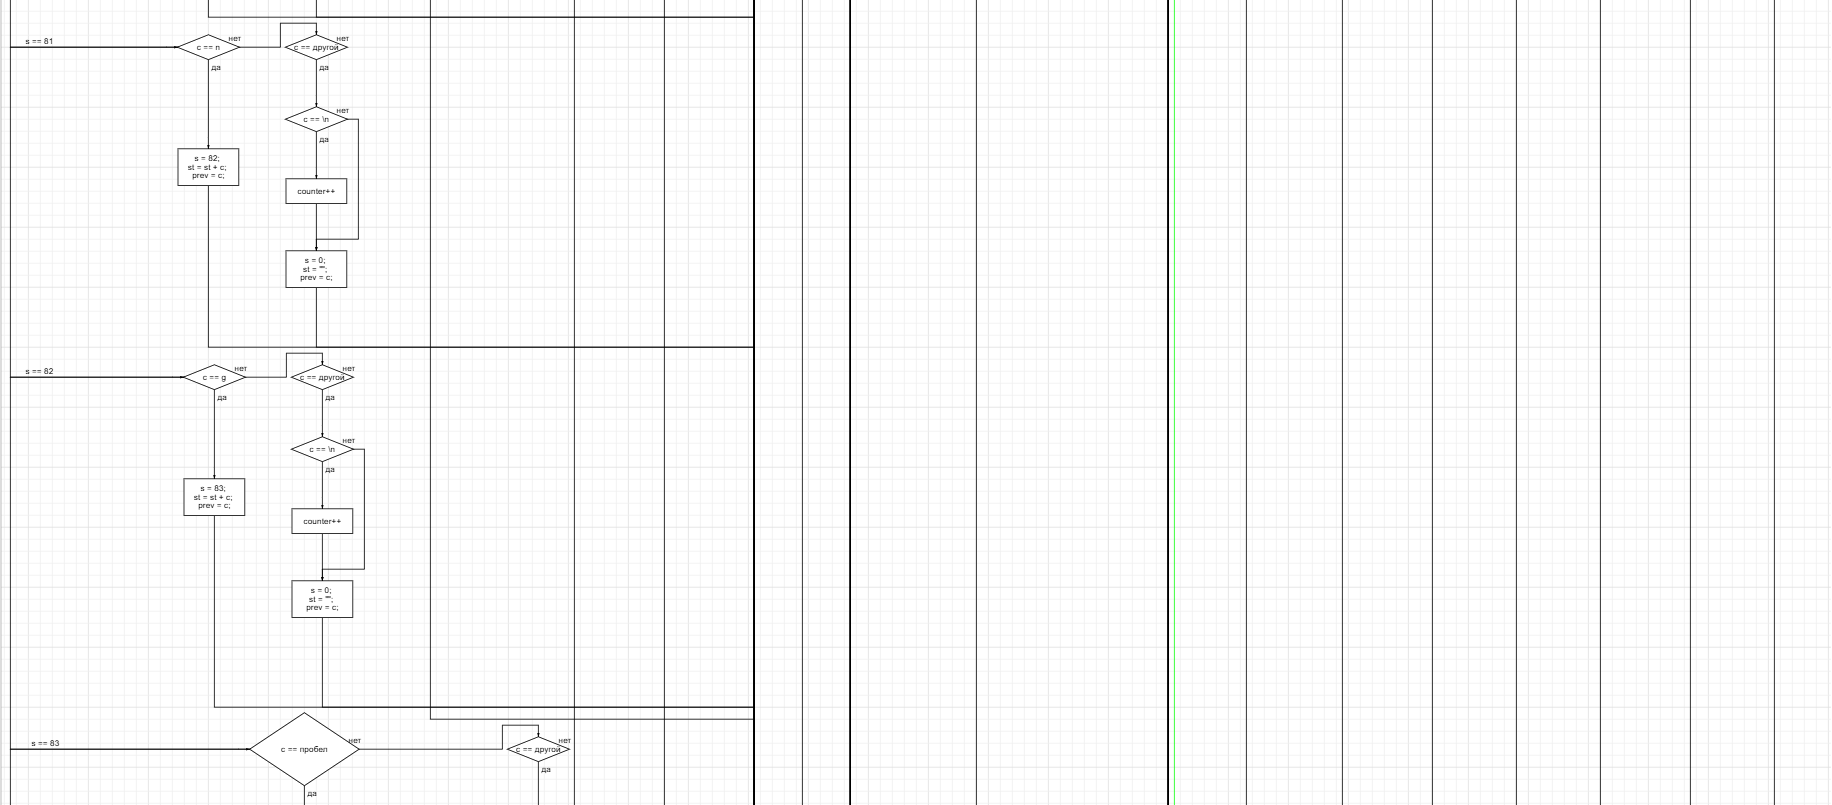 s == 81
c == n
нет
c == другой
нет
да
да
c == \n
нет
да
s = 82;
st = st + c;
prev = c;
counter++
s = 0;
st = "";
prev = c;
s == 82
c == g
нет
c == другой
нет
да
да
c == \n
нет
да
s = 83;
st = st + c;
prev = c;
counter++
s = 0;
st = "";
prev = c;
s == 83
c == пробел
нет
c == другой
нет
да
да